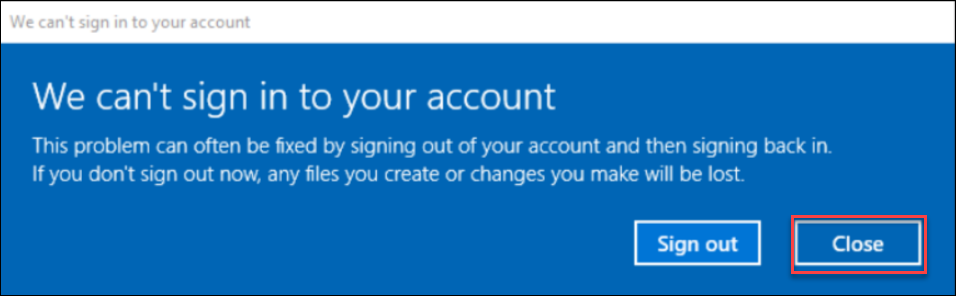 We can't sign in to your account
We can't sign in to your account
This problem can often be fixed by signing out of your account and then signing back in.
If you don't sign out now, any files you create or changes you make will be lost.
Sign out
Close